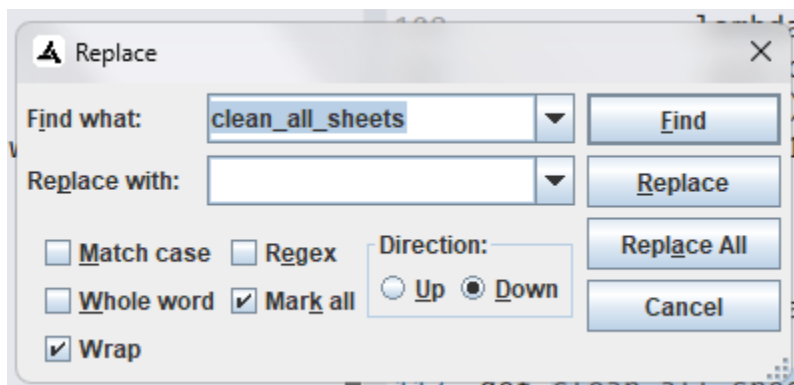 Replace
Find what: clean_all_sheets Find
Replace with: Replace
Match case Regex Direction: Replace All
Whole word Mark all Up Down Cancel
Wrap